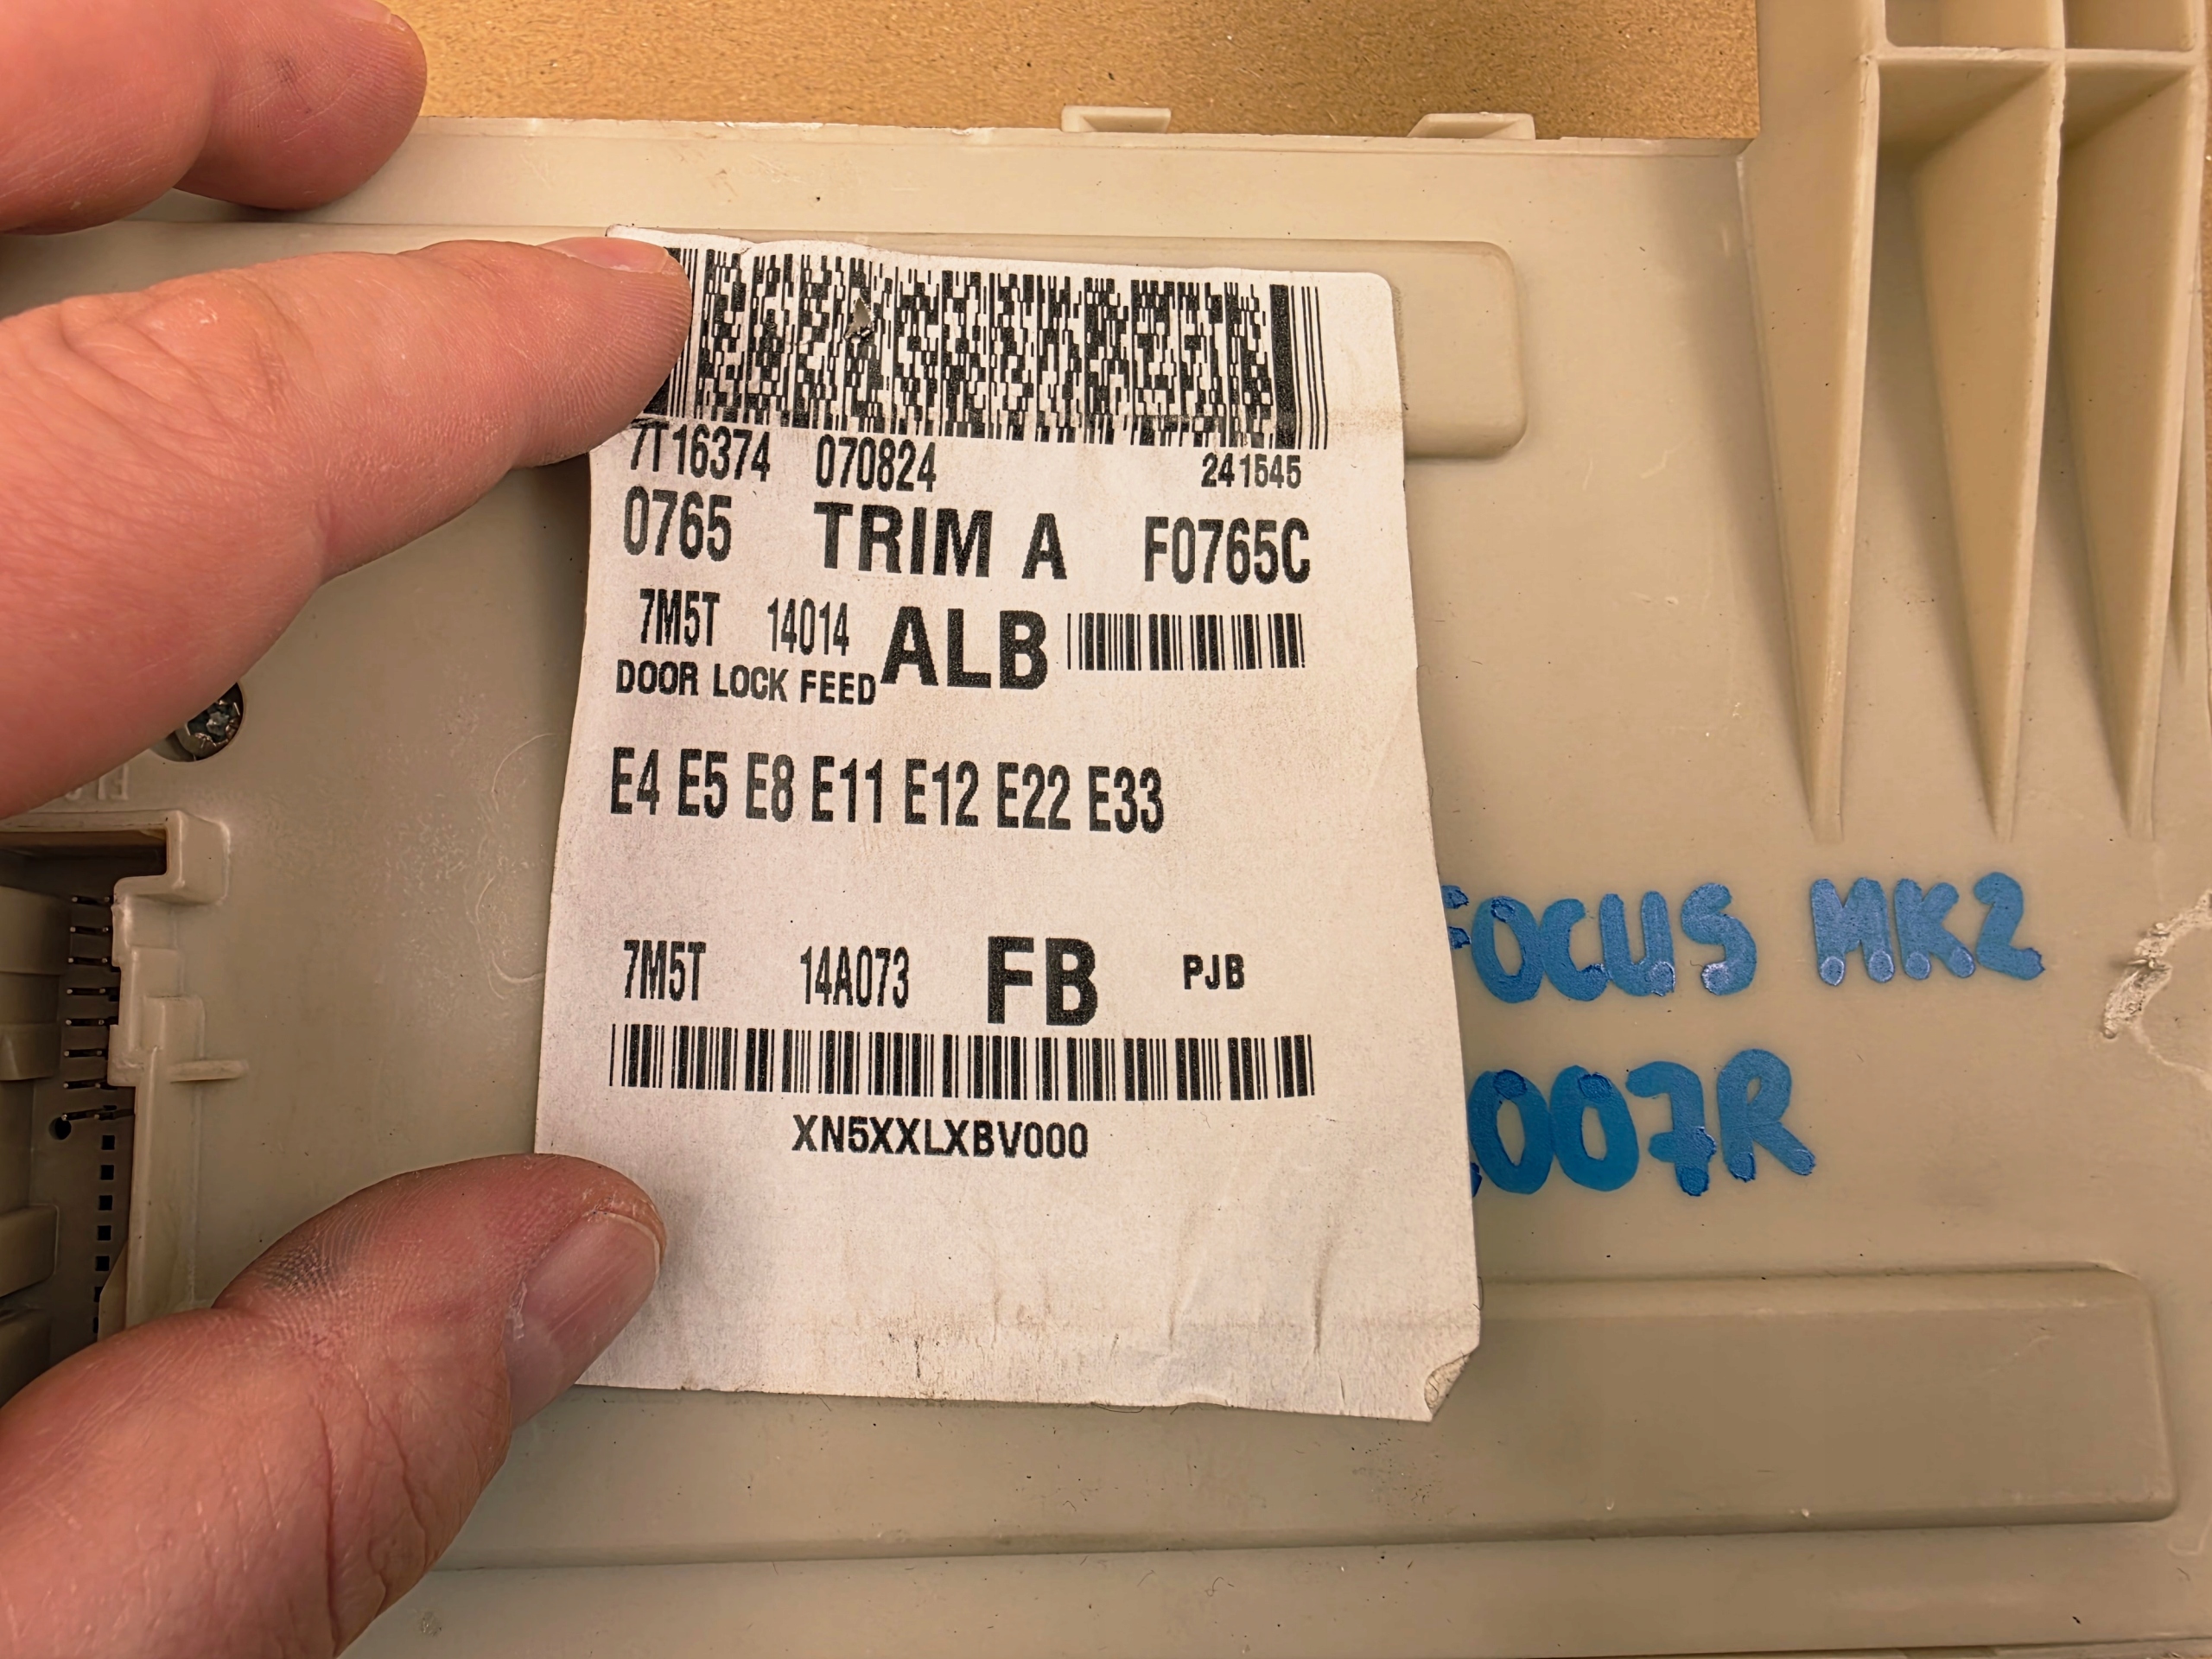 7T16374 070824 241545
0765 TRIM A F0765C
7M5T 14014 ALB
DOOR LOCK FEED
E4 E5 E8 E11 E12 E22 E33
7M5T 14A073 FB PJB
XN5XXLXBV000
FOCUS MK2
2007R